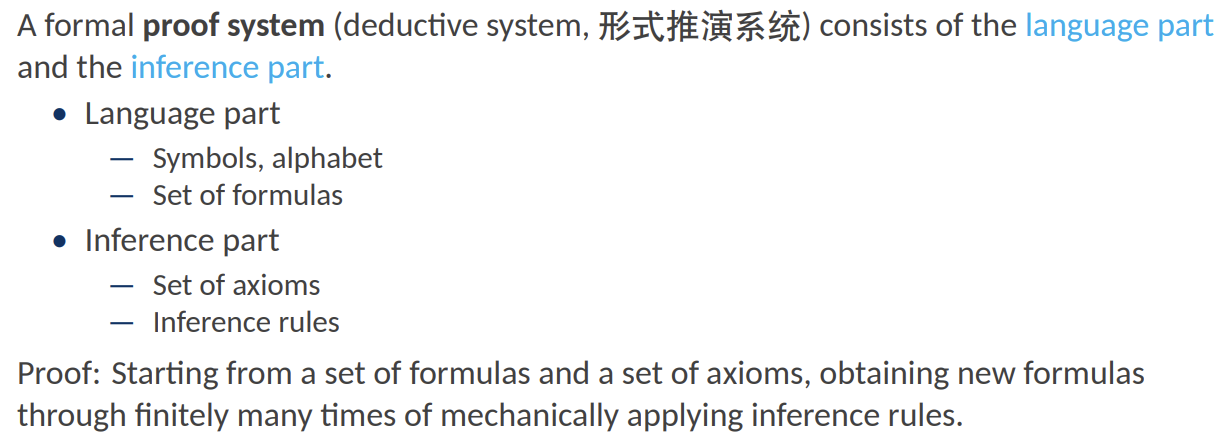 A formal proof system (deductive system, 形式推演系统) consists of the language part
and the inference part.
• Language part
— Symbols, alphabet
— Set of formulas
• Inference part
— Set of axioms
— Inference rules
Proof: Starting from a set of formulas and a set of axioms, obtaining new formulas
through finitely many times of mechanically applying inference rules.